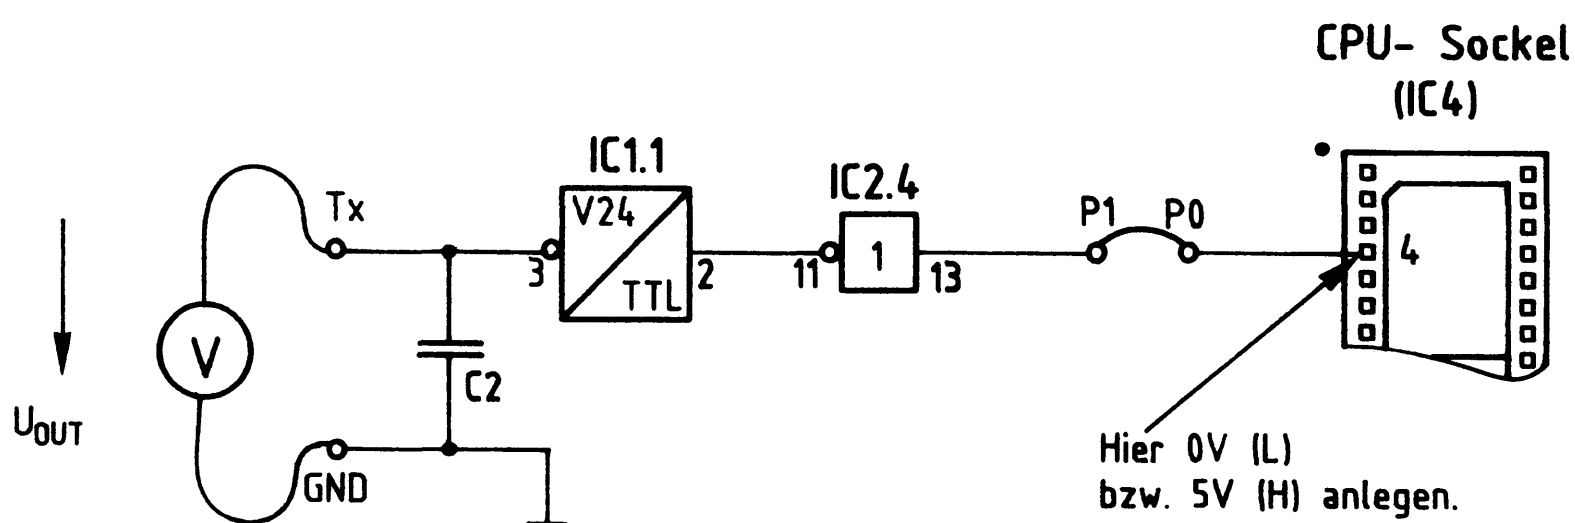 CPU- Sockel
(IC4)
IC1.1
IC2.4
Tx
V24
P1
P0
3
TTL
2
11
1
13
4
V
C2
UOUT
GND
Hier 0V (L)
bzw. 5V (H) anlegen.